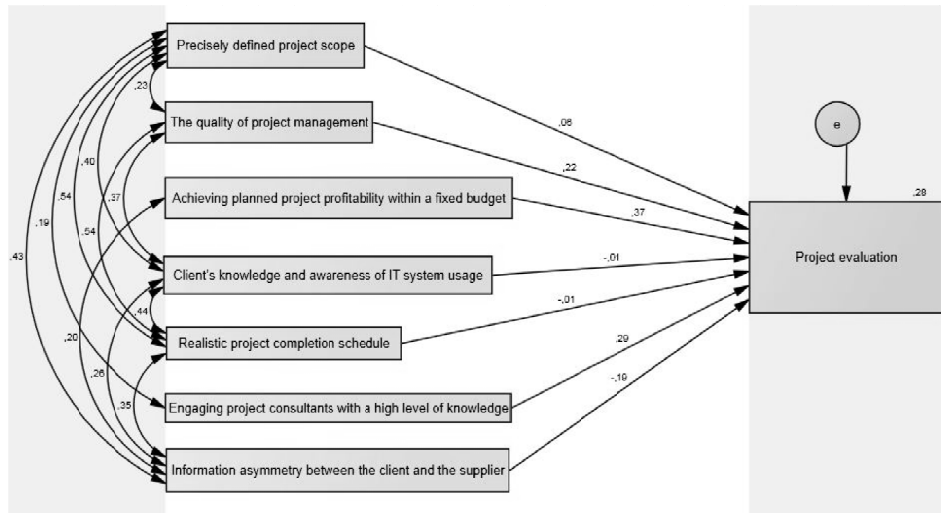 Precisely defined project scope
,23
,06
e
The quality of project management
,22
,40
,28
,54
,37
Achieving planned project profitability within a fixed budget
,37
,19
,54
,43
Client's knowledge and awareness of IT system usage
-,01
Project evaluation
,44
-,01
,20
Realistic project completion schedule
,29
,26
,35
-,19
Engaging project consultants with a high level of knowledge
Information asymmetry between the client and the supplier